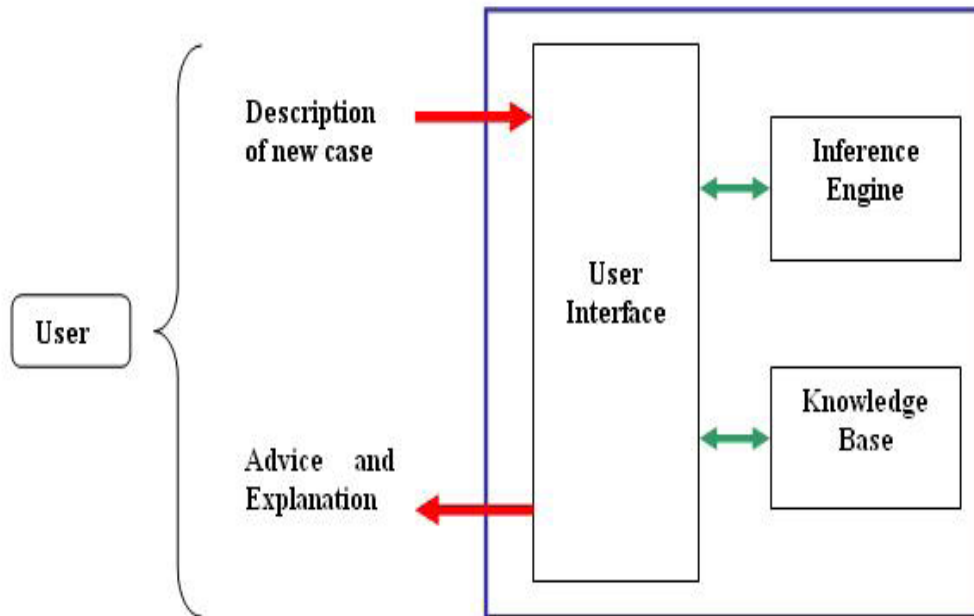 User
Description
of new case
Advice and
Explanation
User
Interface
Inference
Engine
Knowledge
Base